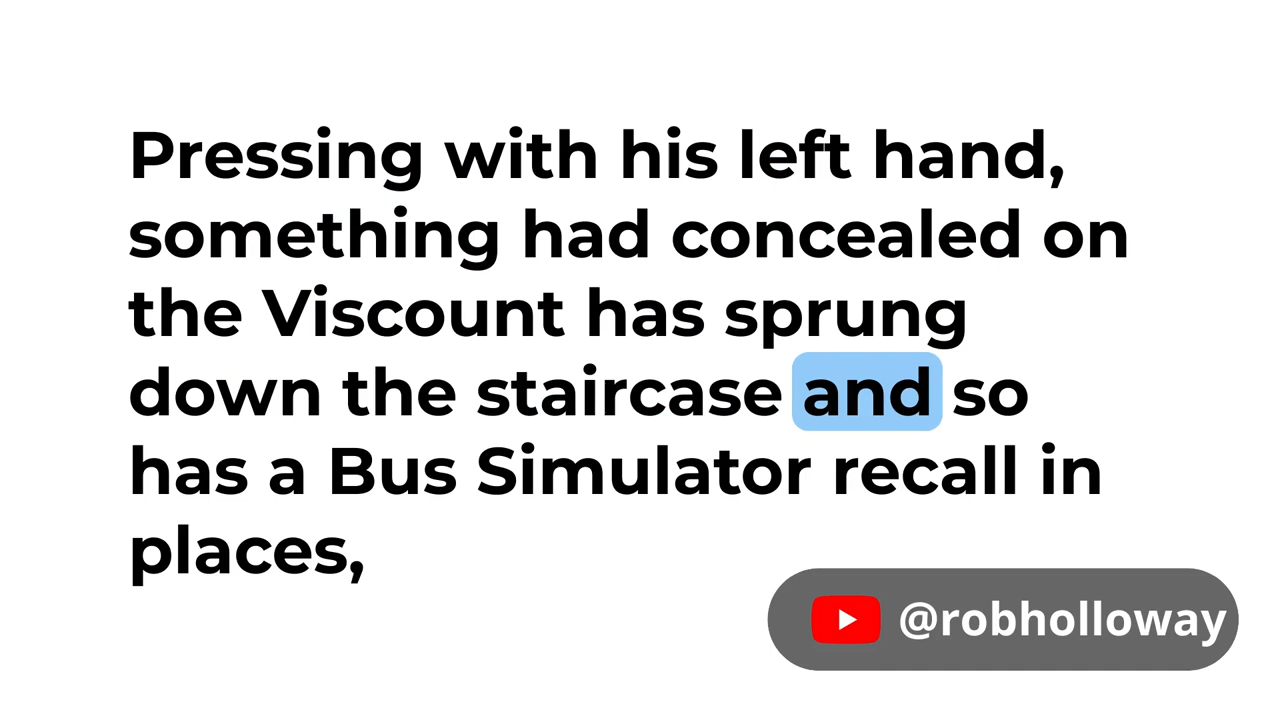 Pressing with his left hand,
something had concealed on
the Viscount has sprung
down the staircase and so
has a Bus Simulator recall in
places,
@robholloway